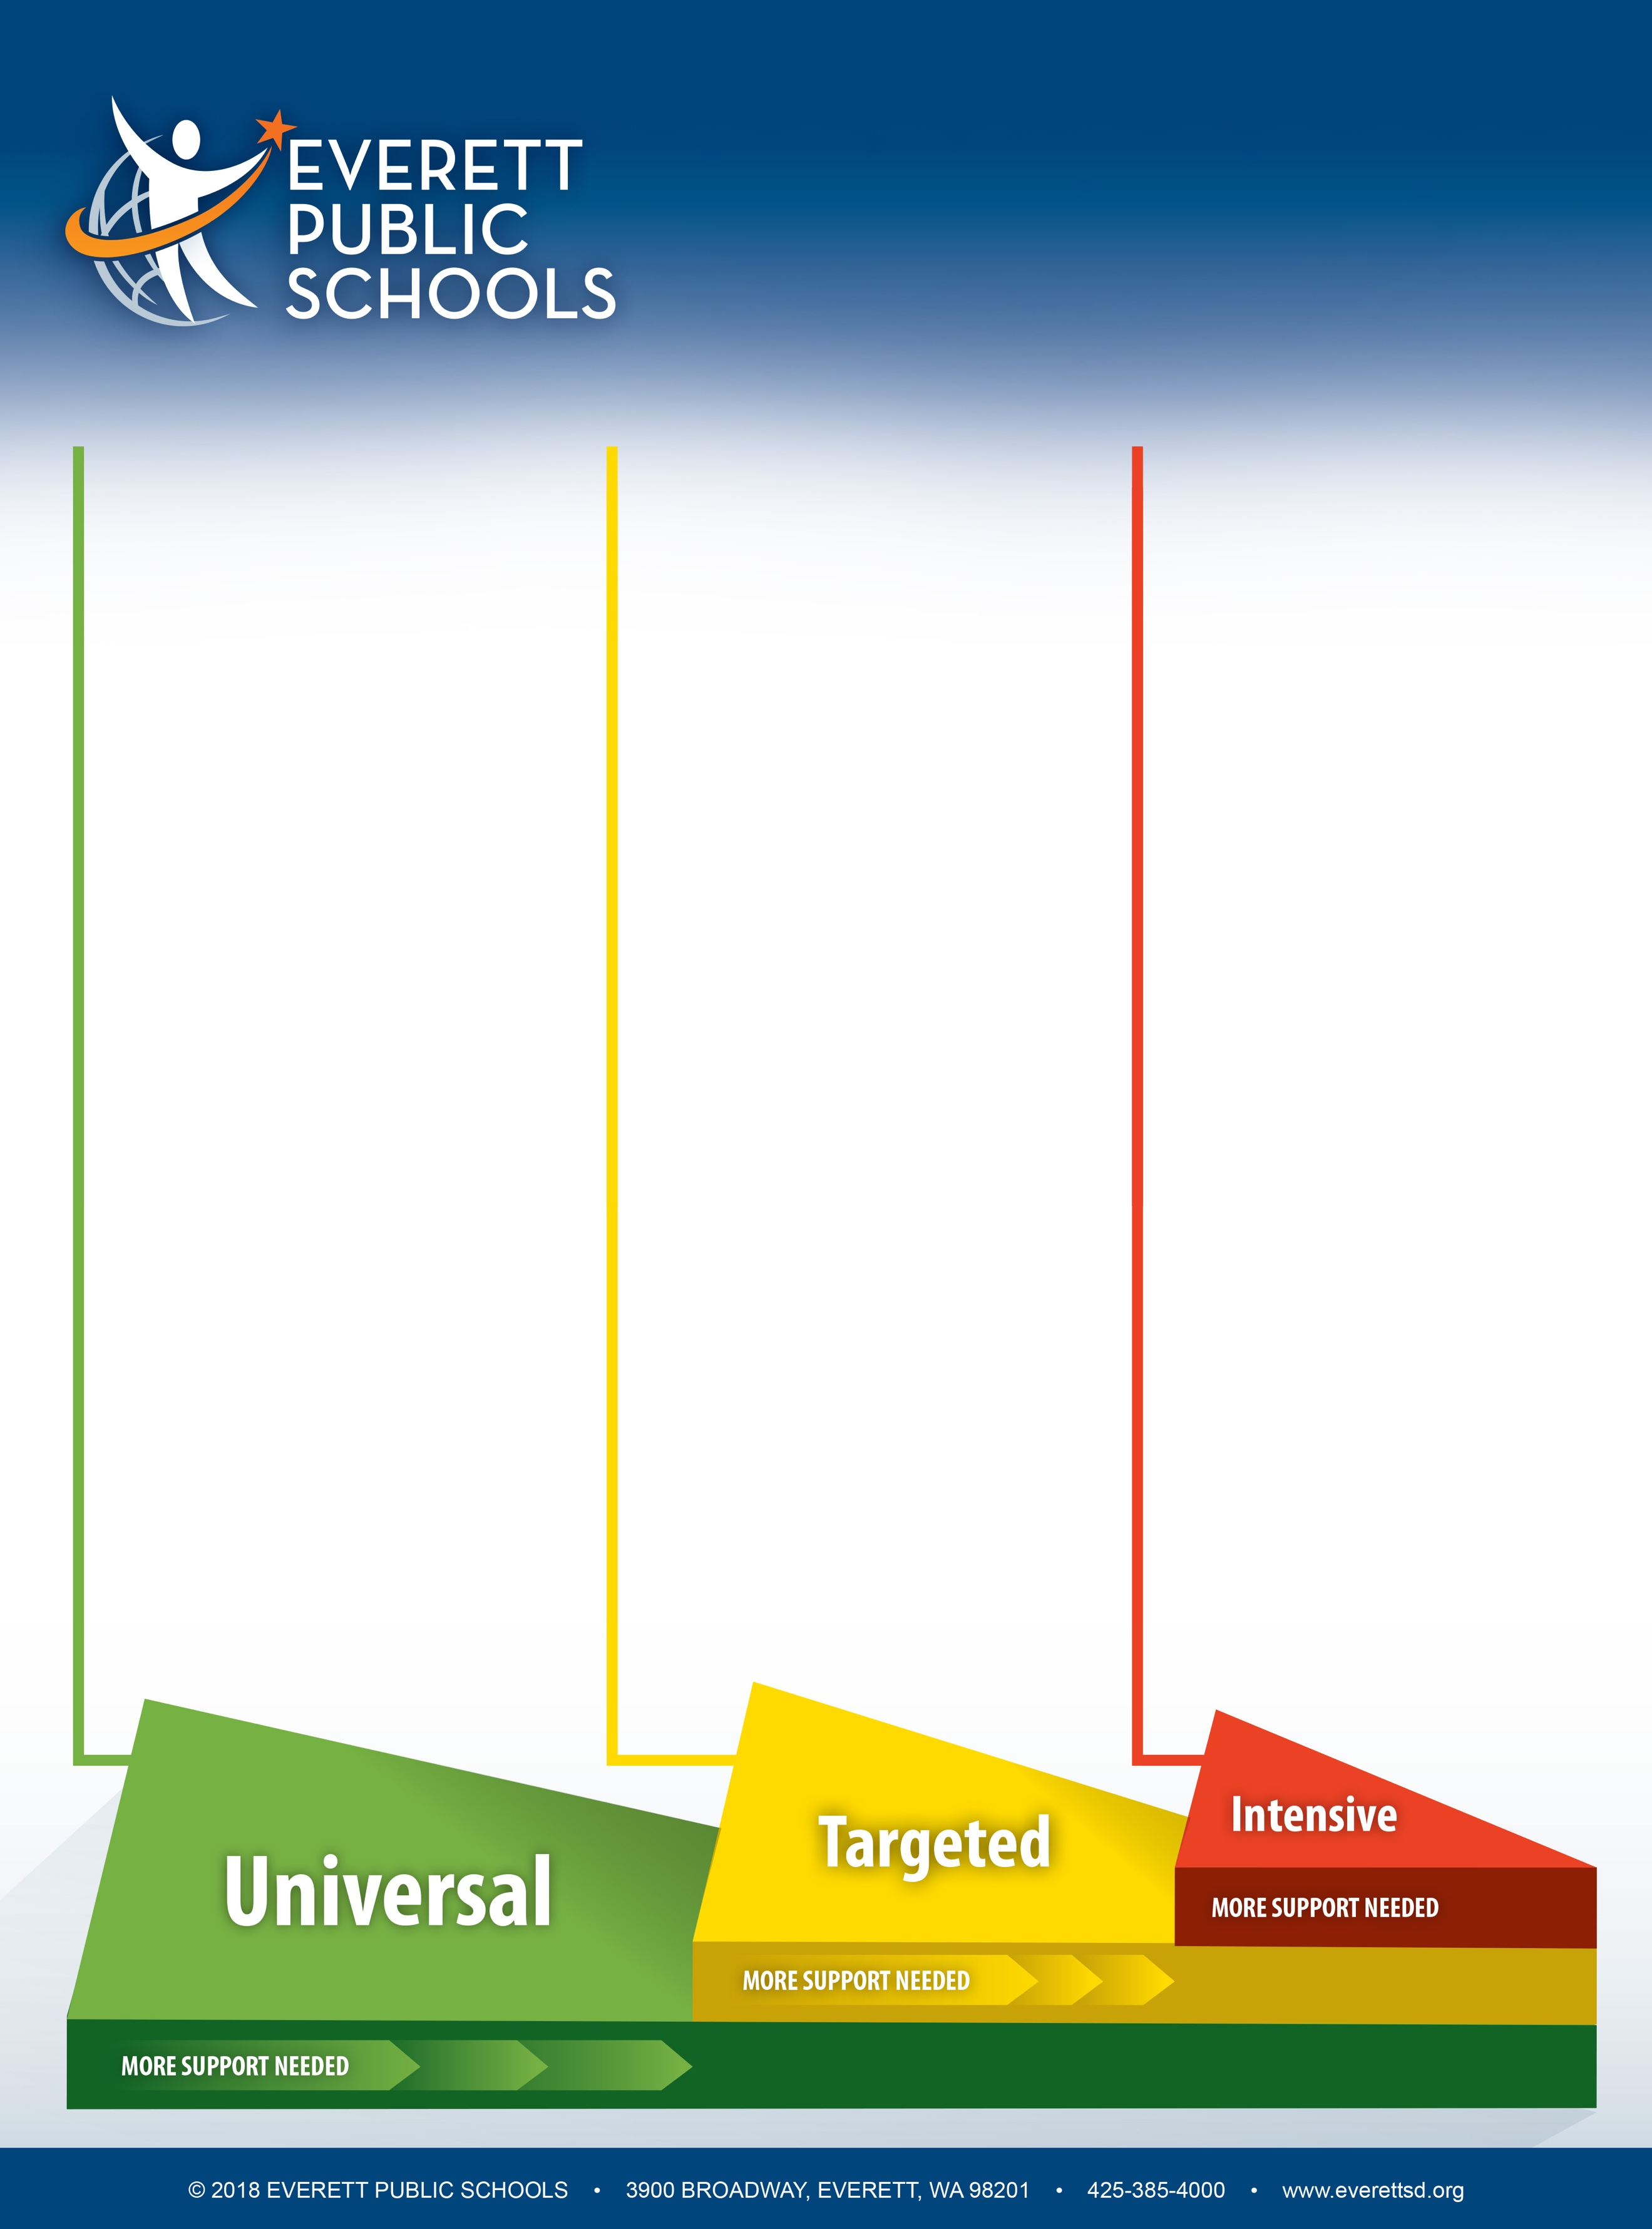 EVERETT
PUBLIC
SCHOOLS
Universal
Targeted
Intensive
MORE SUPPORT NEEDED
MORE SUPPORT NEEDED
MORE SUPPORT NEEDED
© 2018 EVERETT PUBLIC SCHOOLS • 3900 BROADWAY, EVERETT, WA 98201 • 425-385-4000 • www.everettsd.org